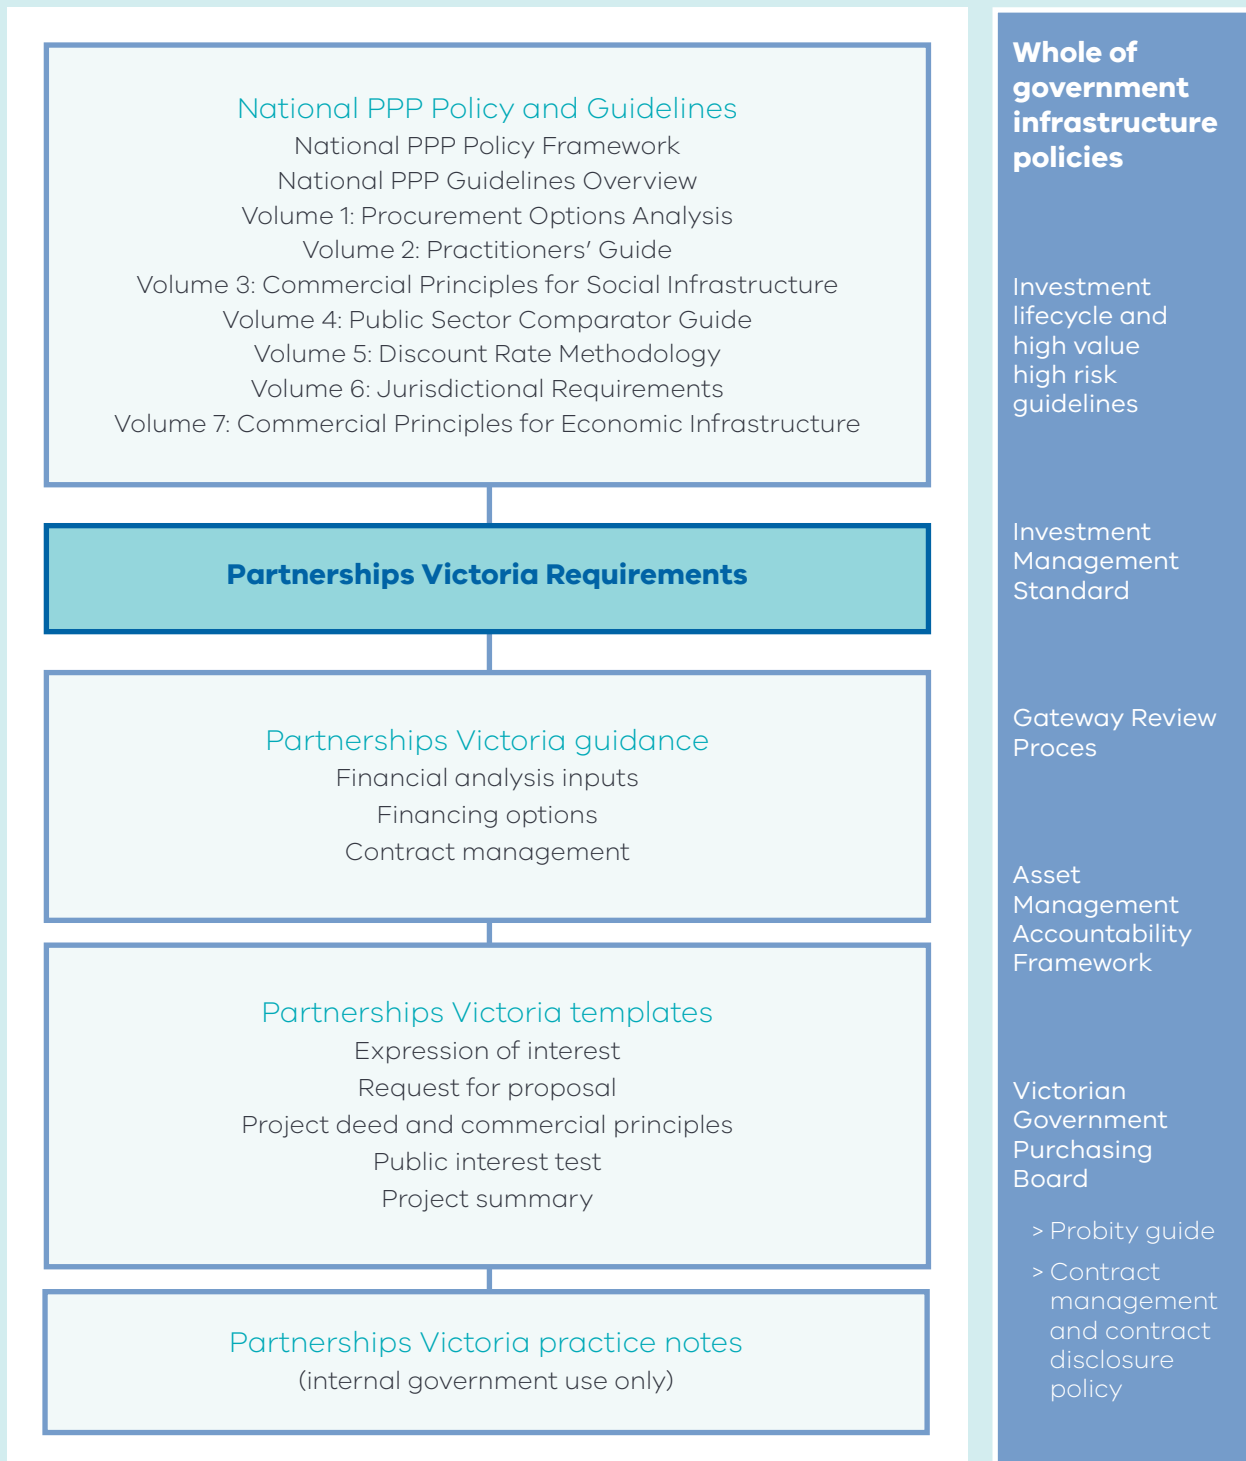 National PPP Policy and Guidelines
National PPP Policy Framework
National PPP Guidelines Overview
Volume 1: Procurement Options Analysis
Volume 2: Practitioners' Guide
Volume 3: Commercial Principles for Social Infrastructure
Volume 4: Public Sector Comparator Guide
Volume 5: Discount Rate Methodology
Volume 6: Jurisdictional Requirements
Volume 7: Commercial Principles for Economic Infrastructure
Partnerships Victoria Requirements
Partnerships Victoria guidance
Financial analysis inputs
Financing options
Contract management
Partnerships Victoria templates
Expression of interest
Request for proposal
Project deed and commercial principles
Public interest test
Project summary
Partnerships Victoria practice notes
(internal government use only)
Whole of
government
infrastructure
policies
Investment
lifecycle and
high value
high risk
guidelines
Investment
Management
Standard
Gateway Review
Proces
Asset
Management
Accountability
Framework
Victorian
Government
Purchasing
Board
> Probity guide
> Contract
management
and contract
disclosure
policy